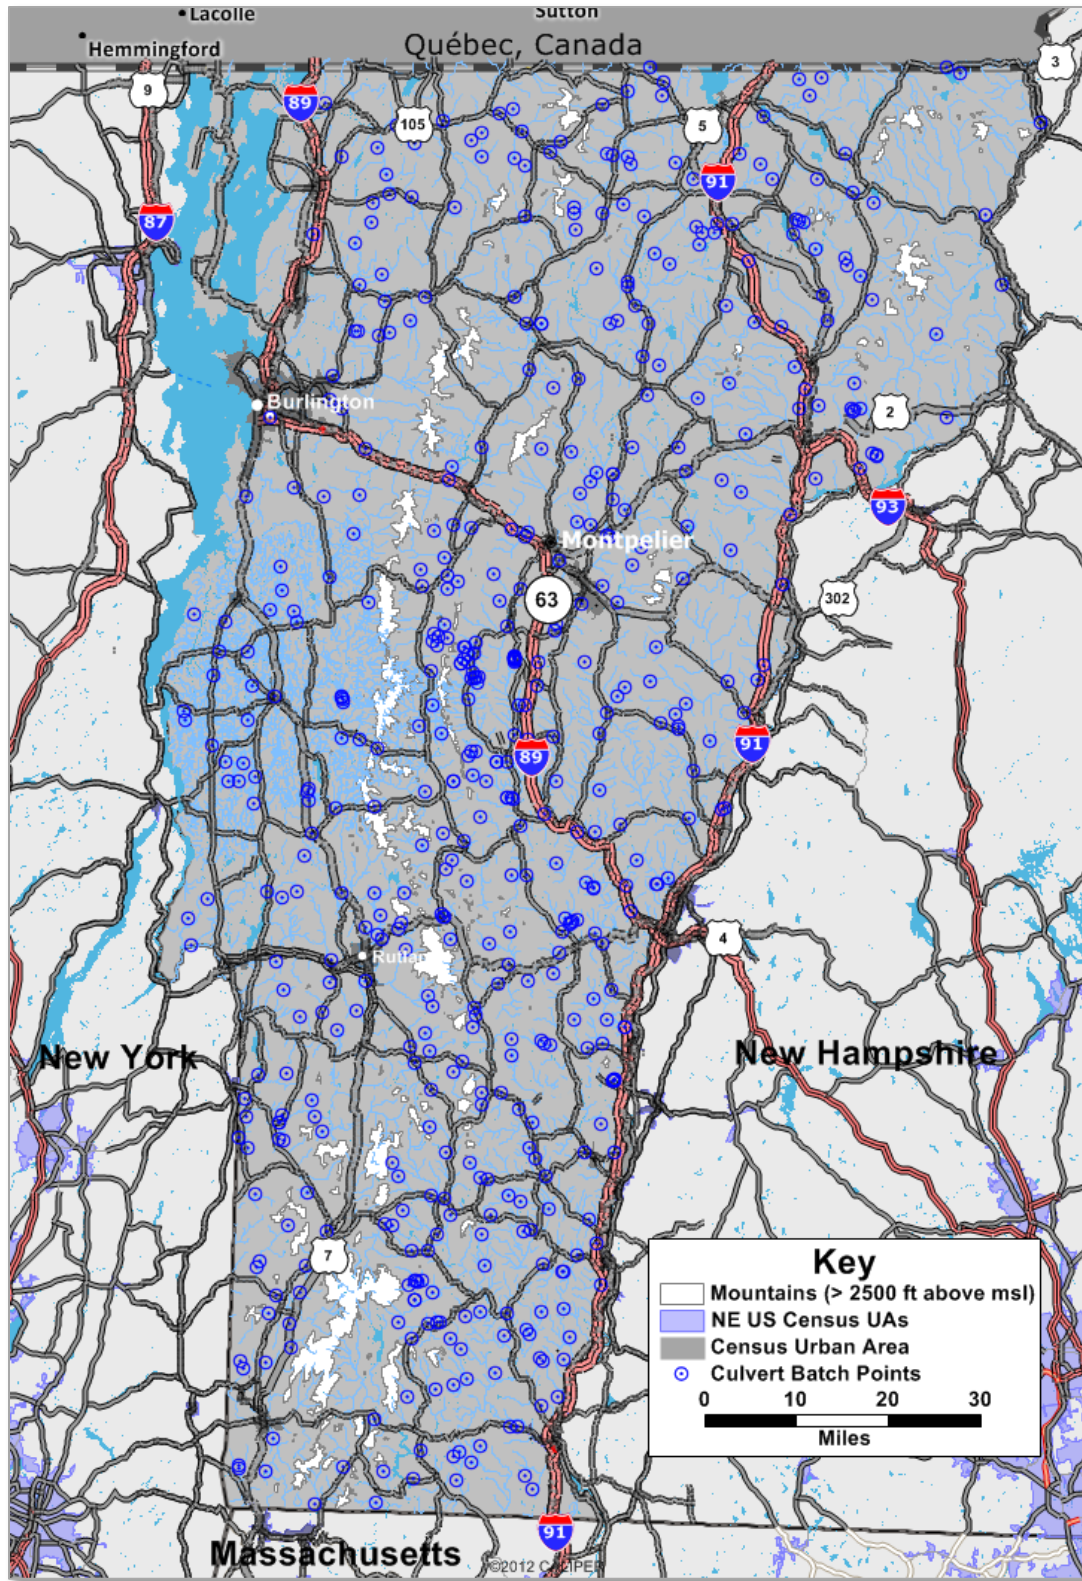 Lacolle
Sutton
Hemmingford
Québec, Canada
3
9
89
105
5
91
87
2
Burlington
93
Montpelier
63
302
89
91
4
New York
New Hampshire
7
Key
Mountains (> 2500 ft above msl)
NE US Census UAs
Census Urban Area
Culvert Batch Points
0 10 20 30
Miles
91
Massachusetts
©2012 CALIPER